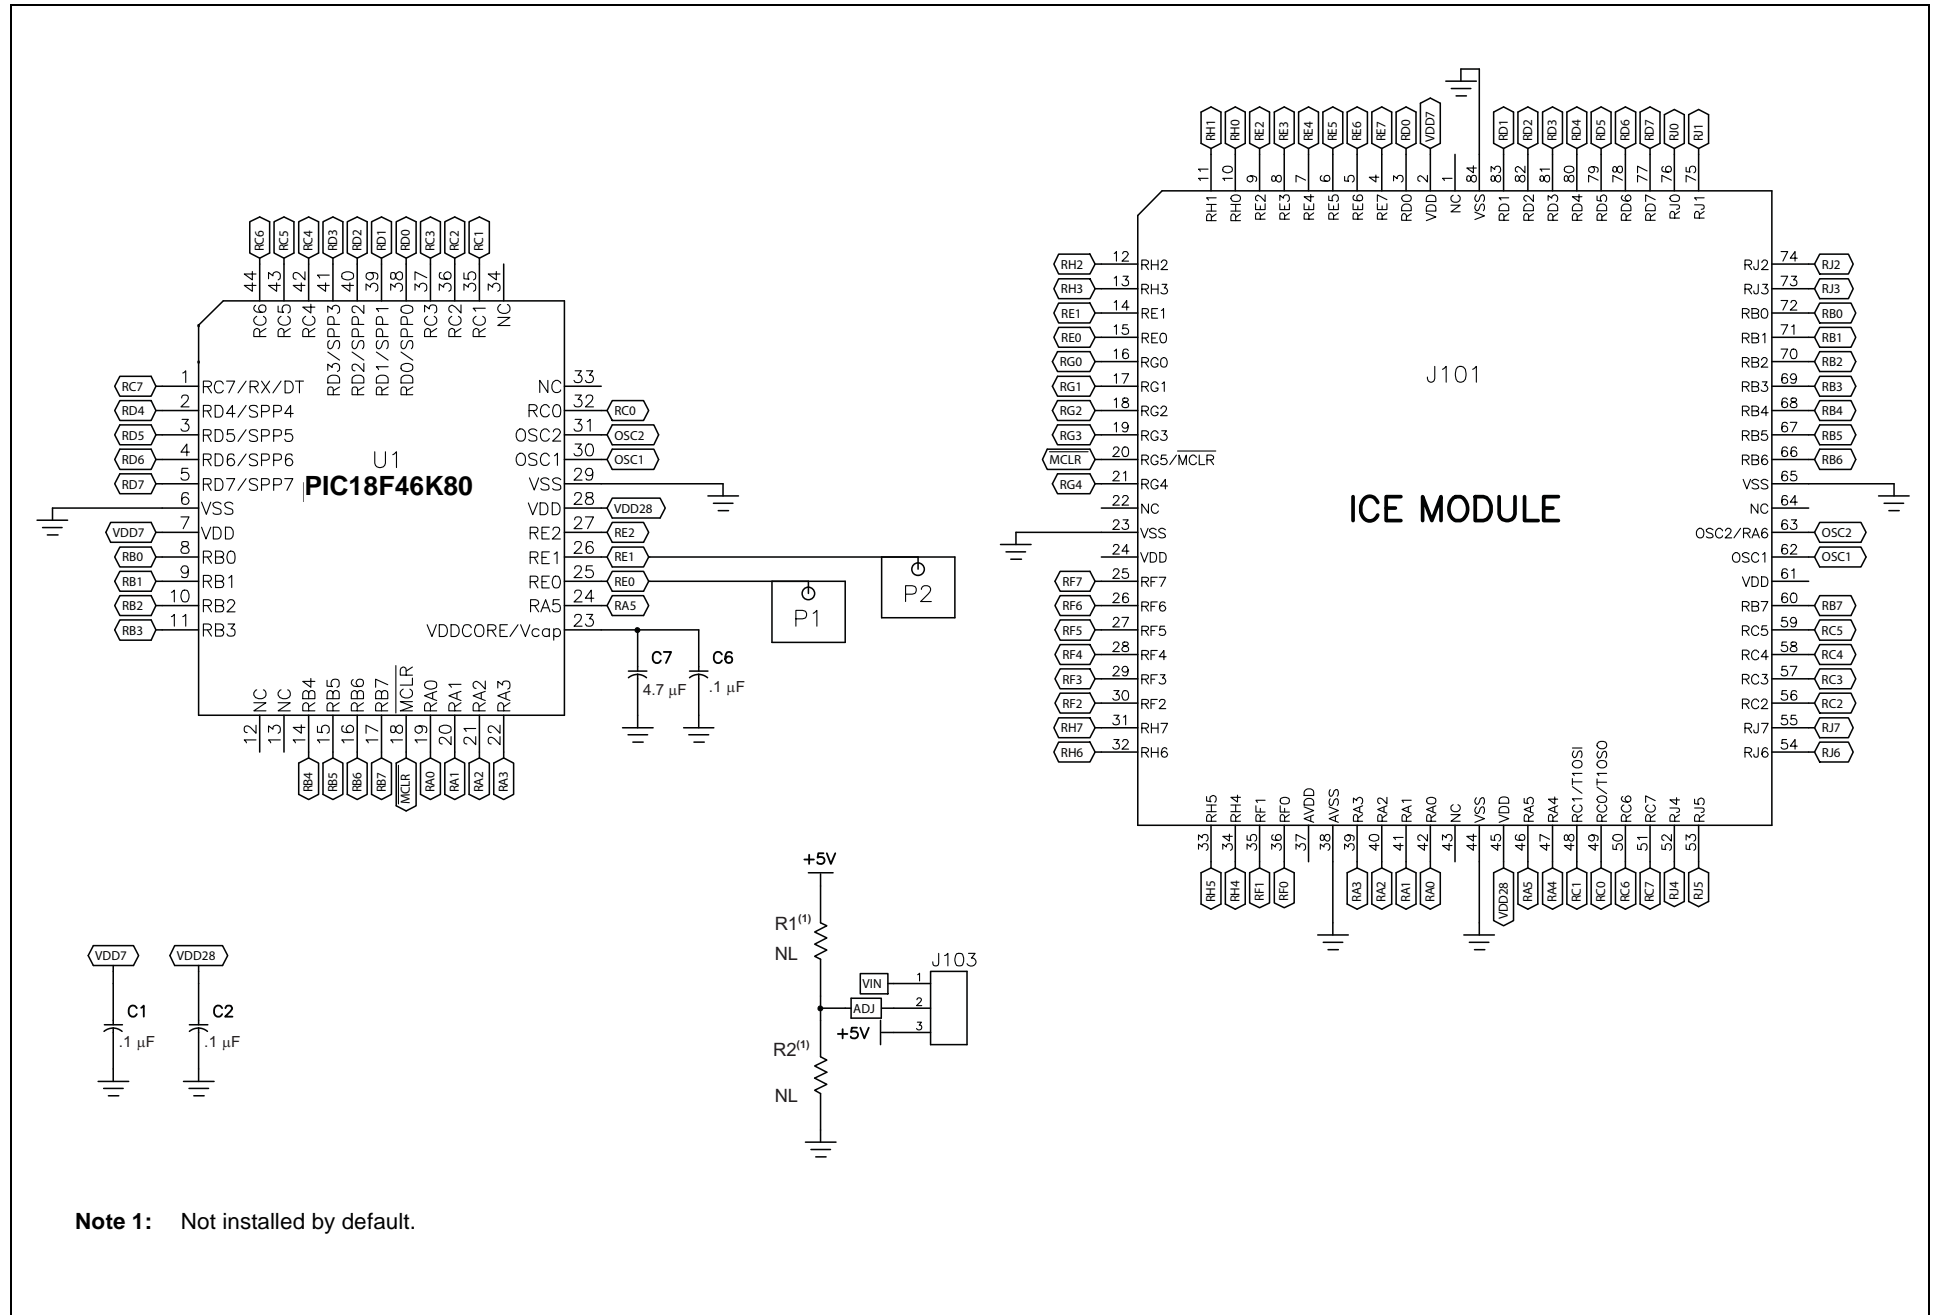 RC6 RC5 RC4 RD3 RD2 RD1 RD0 RC3 RC2 RC1
44 43 42 41 40 39 38 37 36 35 34
RC6 RC5 RC4 RD3/SPP3 RD2/SPP2 RD1/SPP1 RD0/SPP0 RC3 RC2 RC1 NC
RC7 1 RC7/RX/DT
RD4 2 RD4/SPP4
RD5 3 RD5/SPP5
RD6 4 RD6/SPP6
RD7 5 RD7/SPP7
6 VSS
VDD7 7 VDD
RB0 8 RB0
RB1 9 RB1
RB2 10 RB2
RB3 11 RB3
U1
PIC18F46K80
NC 33
RC0 32 RC0
OSC2 31 OSC2
OSC1 30 OSC1
VSS 29
VDD 28 VDD28
RE2 27 RE2
RE1 26 RE1
RE0 25 RE0
RA5 24 RA5
VDDCORE/Vcap 23
P1
P2
C7
4.7 µF
C6
.1 µF
NC NC RB4 RB5 RB6 RB7 MCLR RA0 RA1 RA2 RA3
12 13 14 15 16 17 18 19 20 21 22
RB4 RB5 RB6 RB7 MCLR RA0 RA1 RA2 RA3
RH1 RH0 RE2 RE3 RE4 RE5 RE6 RE7 RD0 VDD7 RD1 RD2 RD3 RD4 RD5 RD6 RD7 RJ0 RJ1
11 10 9 8 7 6 5 4 3 2 1 84 83 82 81 80 79 78 77 76 75
RH1 RH0 RE2 RE3 RE4 RE5 RE6 RE7 RD0 VDD NC VSS RD1 RD2 RD3 RD4 RD5 RD6 RD7 RJ0 RJ1
RH2 12 RH2
RH3 13 RH3
RE1 14 RE1
RE0 15 RE0
RG0 16 RG0
RG1 17 RG1
RG2 18 RG2
RG3 19 RG3
MCLR 20 RG5/MCLR
RG4 21 RG4
22 NC
23 VSS
24 VDD
RF7 25 RF7
RF6 26 RF6
RF5 27 RF5
RF4 28 RF4
RF3 29 RF3
RF2 30 RF2
RH7 31 RH7
RH6 32 RH6
J101
ICE MODULE
RJ2 74 RJ2
RJ3 73 RJ3
RB0 72 RB0
RB1 71 RB1
RB2 70 RB2
RB3 69 RB3
RB4 68 RB4
RB5 67 RB5
RB6 66 RB6
VSS 65
NC 64
OSC2/RA6 63 OSC2
OSC1 62 OSC1
VDD 61
RB7 60 RB7
RC5 59 RC5
RC4 58 RC4
RC3 57 RC3
RC2 56 RC2
RJ7 55 RJ7
RJ6 54 RJ6
RH5 RH4 RF1 RF0 AVDD AVSS RA3 RA2 RA1 RA0 NC VSS VDD RA5 RA4 RC1/T1OSI RC0/T1OSO RC6 RC7 RJ4 RJ5
33 34 35 36 37 38 39 40 41 42 43 44 45 46 47 48 49 50 51 52 53
RH5 RH4 RF1 RF0 RA3 RA2 RA1 RA0 VDD28 RA5 RA4 RC1 RC0 RC6 RC7 RJ4 RJ5
VDD7
C1
.1 µF
VDD28
C2
.1 µF
+5V
R1(1)
NL
J103
VIN 1
ADJ 2
+5V 3
R2(1)
NL
Note 1: Not installed by default.